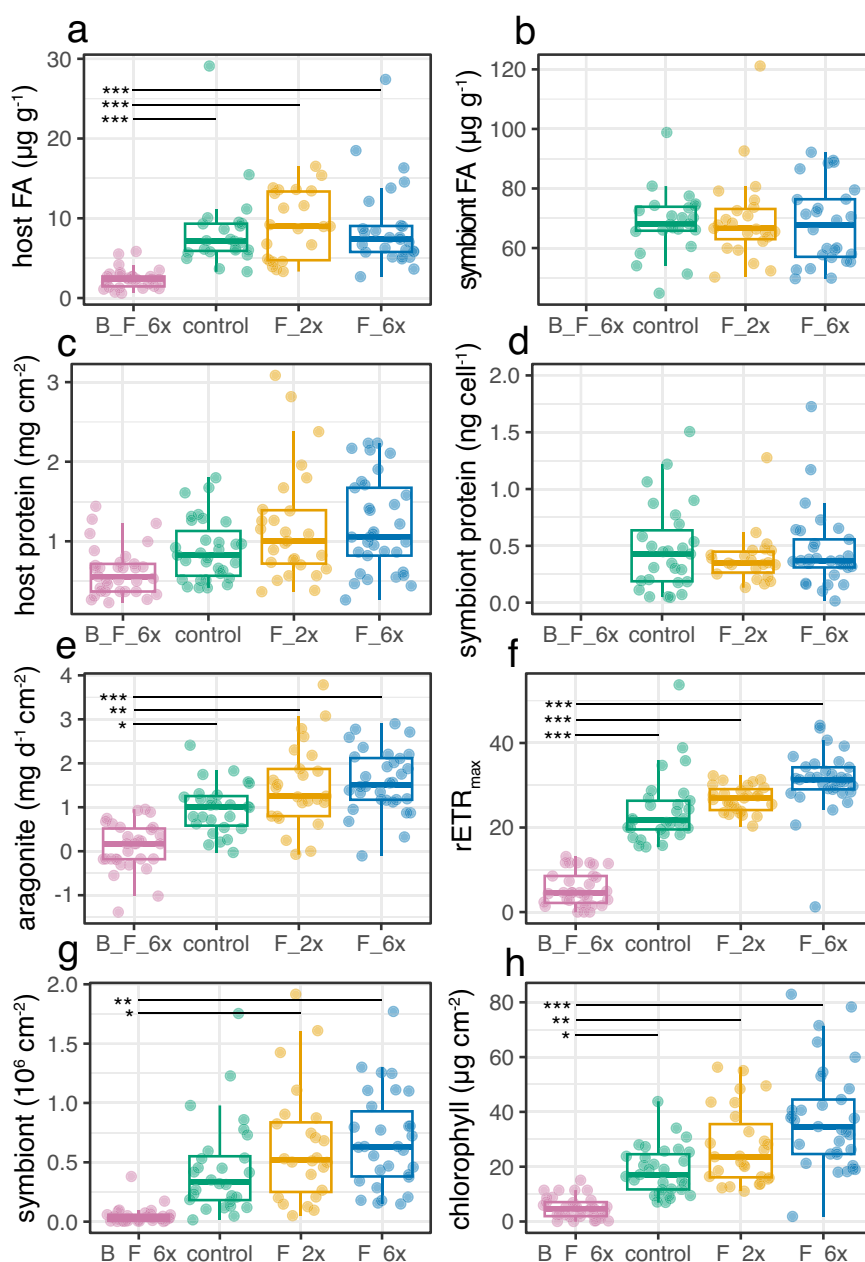 a
host FA (µg g⁻¹)
30
20
10
0
***
***
***
B_F_6x control F_2x F_6x
b
symbiont FA (µg g⁻¹)
120
100
80
60
B_F_6x control F_2x F_6x
c
host protein (mg cm⁻²)
3
2
1
B_F_6x control F_2x F_6x
d
symbiont protein (ng cell⁻¹)
2.0
1.5
1.0
0.5
0.0
B_F_6x control F_2x F_6x
e
aragonite (mg d⁻¹ cm⁻²)
4
3
2
1
0
-1
***
**
*
B_F_6x control F_2x F_6x
f
rETRmax
40
20
0
***
***
***
B_F_6x control F_2x F_6x
g
symbiont (10⁶ cm⁻²)
2.0
1.5
1.0
0.5
0.0
**
*
B F 6x control F 2x F 6x
h
chlorophyll (µg cm⁻²)
80
60
40
20
0
***
**
*
B F 6x control F 2x F 6x